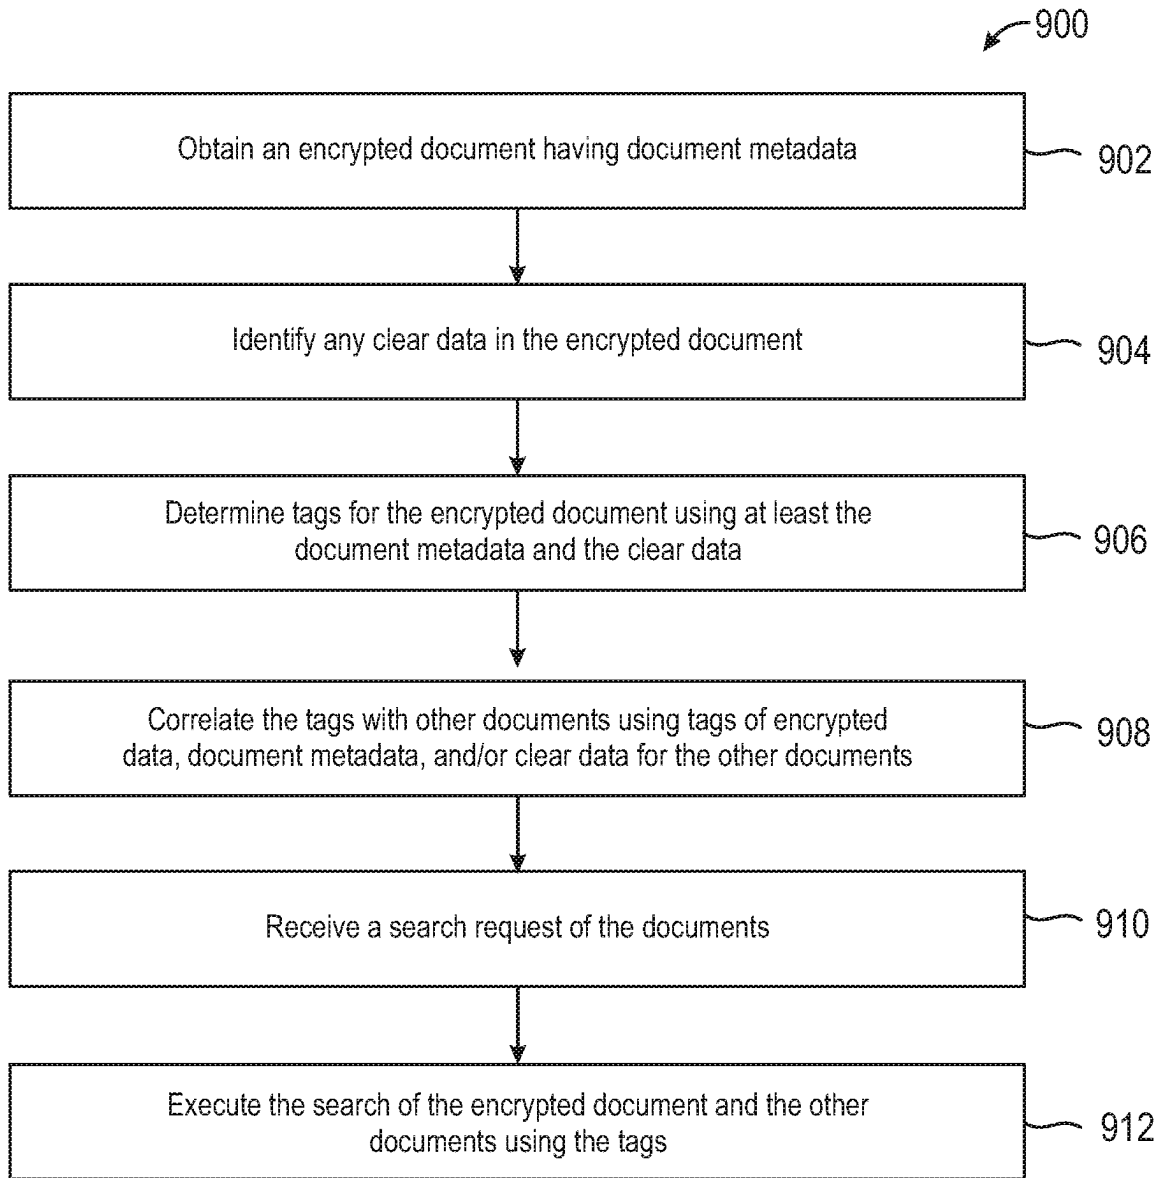 900
Obtain an encrypted document having document metadata
902
Identify any clear data in the encrypted document
904
Determine tags for the encrypted document using at least the
document metadata and the clear data
906
Correlate the tags with other documents using tags of encrypted
data, document metadata, and/or clear data for the other documents
908
Receive a search request of the documents
910
Execute the search of the encrypted document and the other
documents using the tags
912